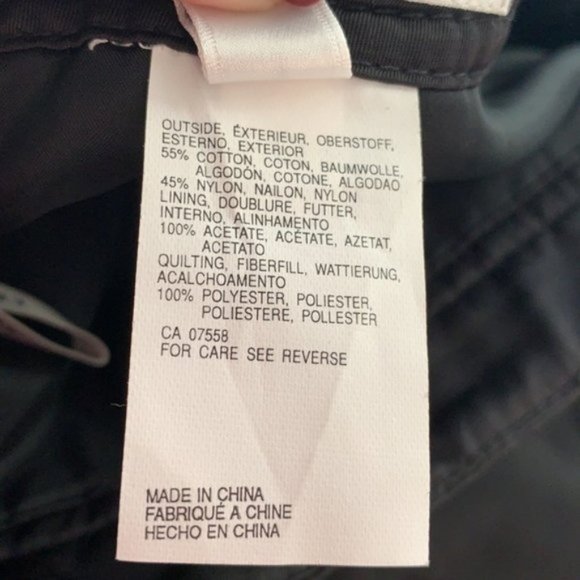 OUTSIDE, ÉXTERIEUR, OBERSTOFF,
ESTERNO, EXTERIOR
55% COTTON, COTON, BAUMWOLLE,
ALGODÓN, COTONE, ALGODAO
45% NYLON, NAILON, NYLON
LINING, DOUBLURE, FUTTER,
INTERNO, ALINHAMENTO
100% ACETATE, ACÉTATE, AZETAT,
ACETATO
QUILTING, FIBERFILL, WATTIERUNG,
ACALCHOAMENTO
100% POLYESTER, POLIESTER,
POLIESTERE, POLLESTER
CA 07558
FOR CARE SEE REVERSE
MADE IN CHINA
FABRIQUÉ A CHINE
HECHO EN CHINA